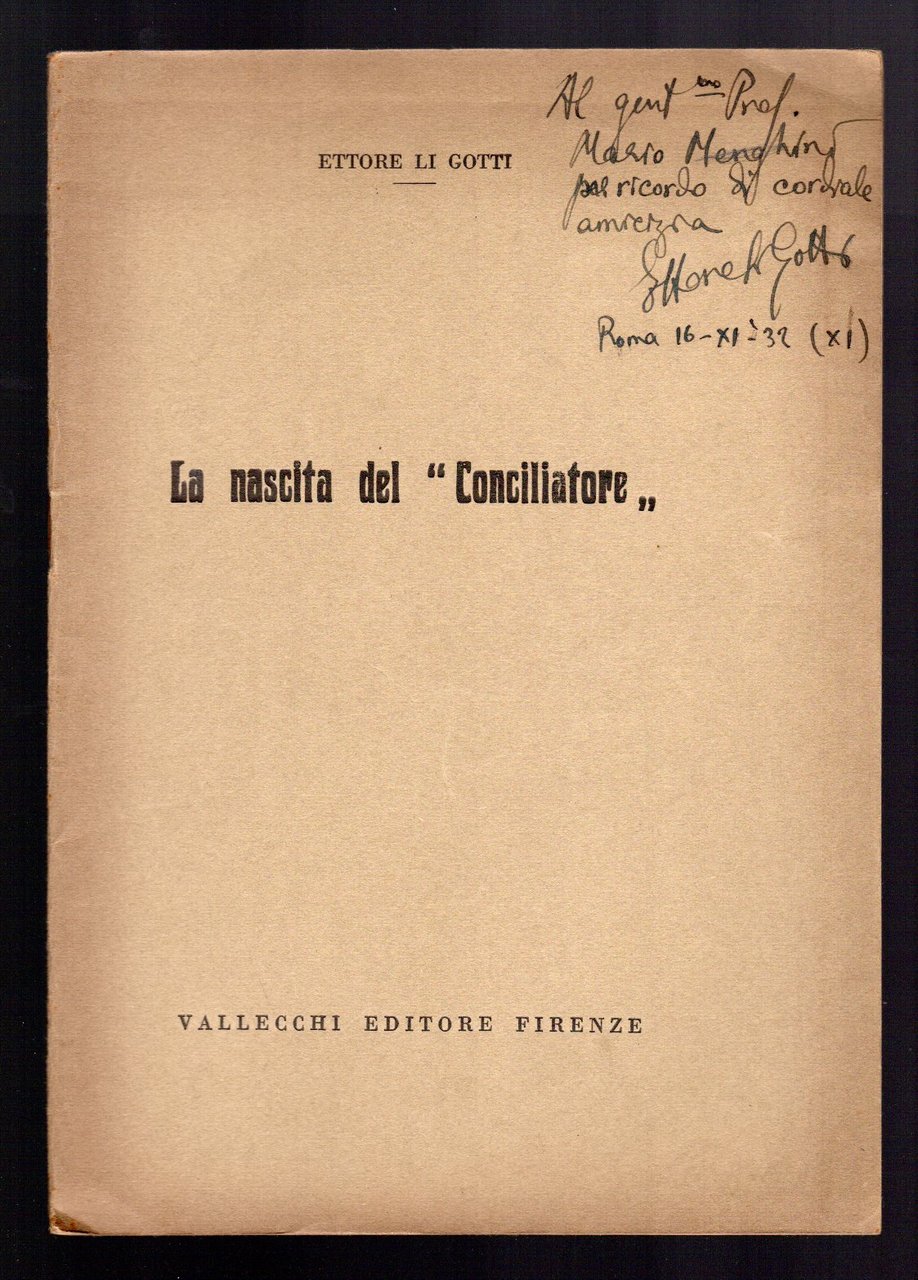 ETTORE LI GOTTI
Al gent.mo Prof.
Mario Menghini
pel ricordo di cordiale
amicizia
Ettore Li Gotti
Roma 16-XI-32 (XI)
La nascita del “ Conciliatore „
VALLECCHI EDITORE FIRENZE